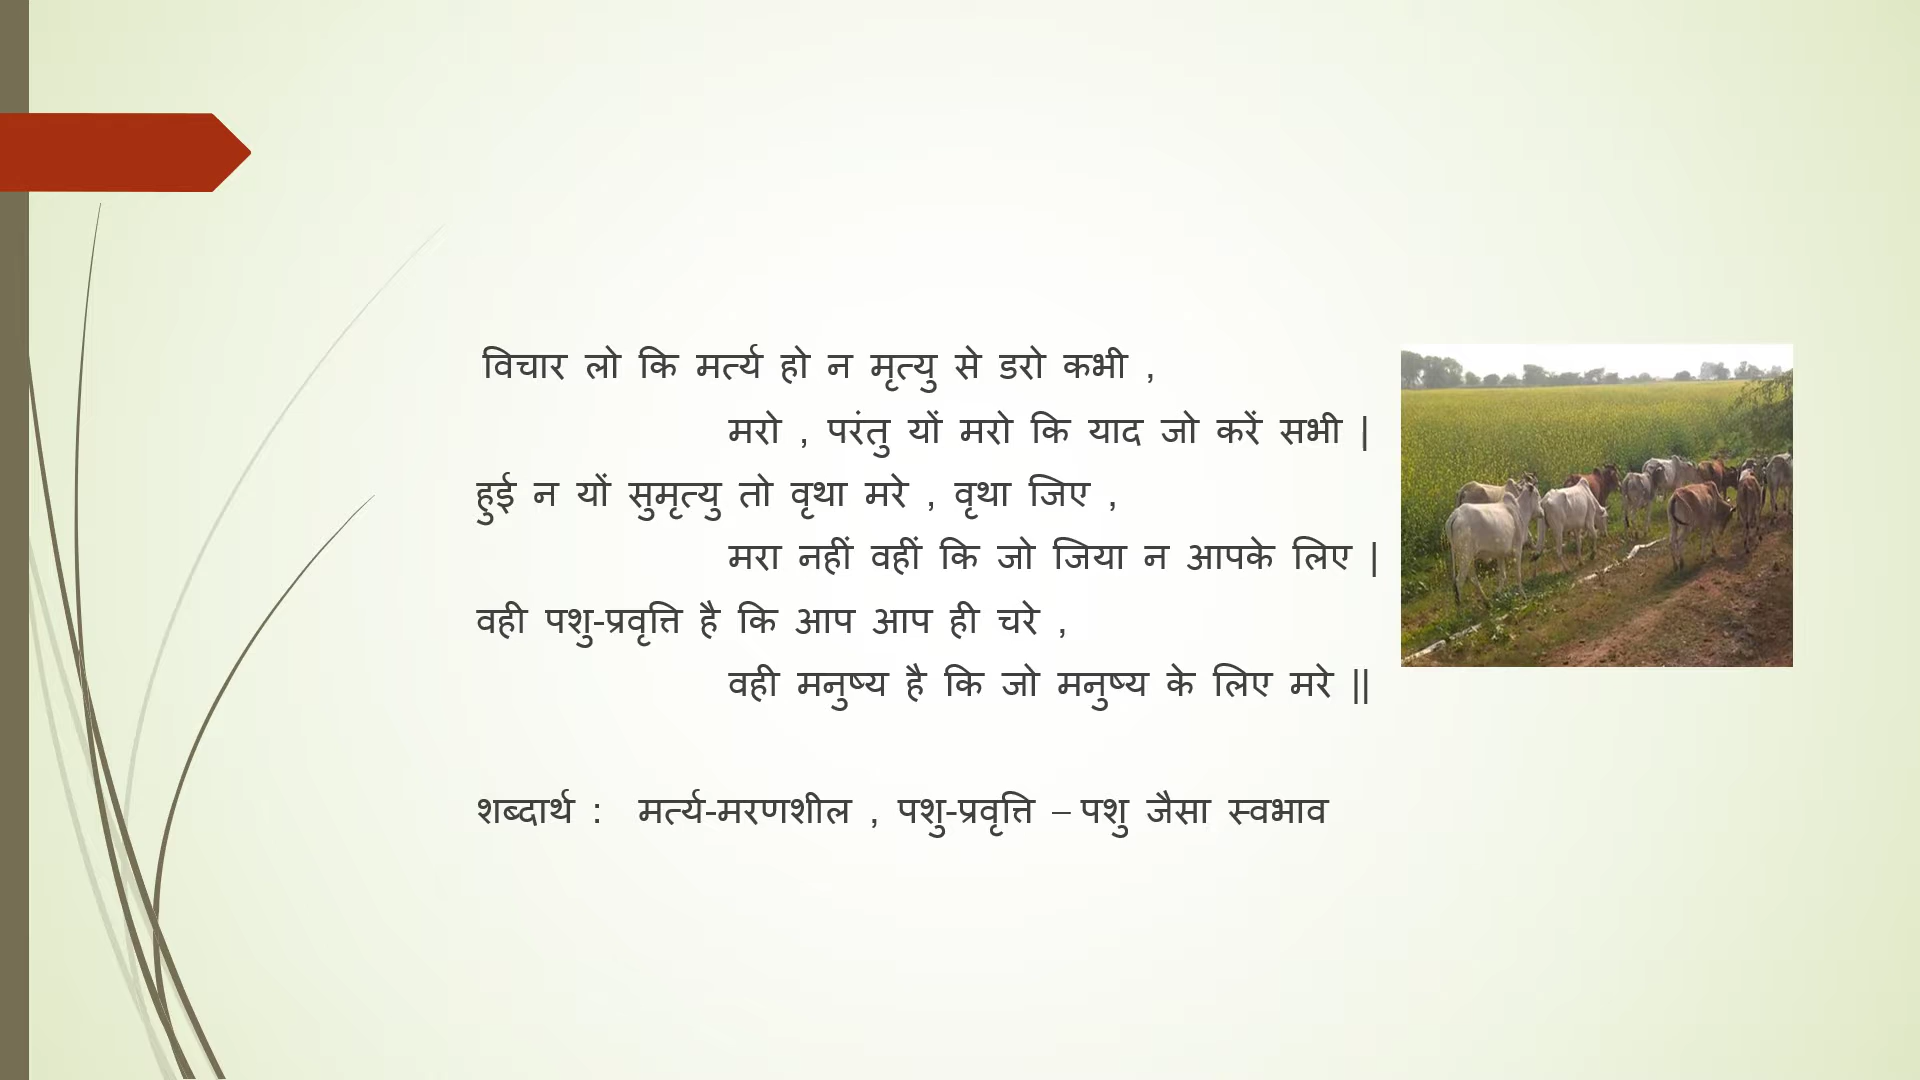 विचार लो कि मर्त्य हो न मृत्यु से डरो कभी ,
मरो , परंतु यों मरो कि याद जो करें सभी |
हुई न यों सुमृत्यु तो वृथा मरे , वृथा जिए ,
मरा नहीं वहीं कि जो जिया न आपके लिए |
वही पशु-प्रवृत्ति है कि आप आप ही चरे ,
वही मनुष्य है कि जो मनुष्य के लिए मरे ||
शब्दार्थ : मर्त्य-मरणशील , पशु-प्रवृत्ति – पशु जैसा स्वभाव